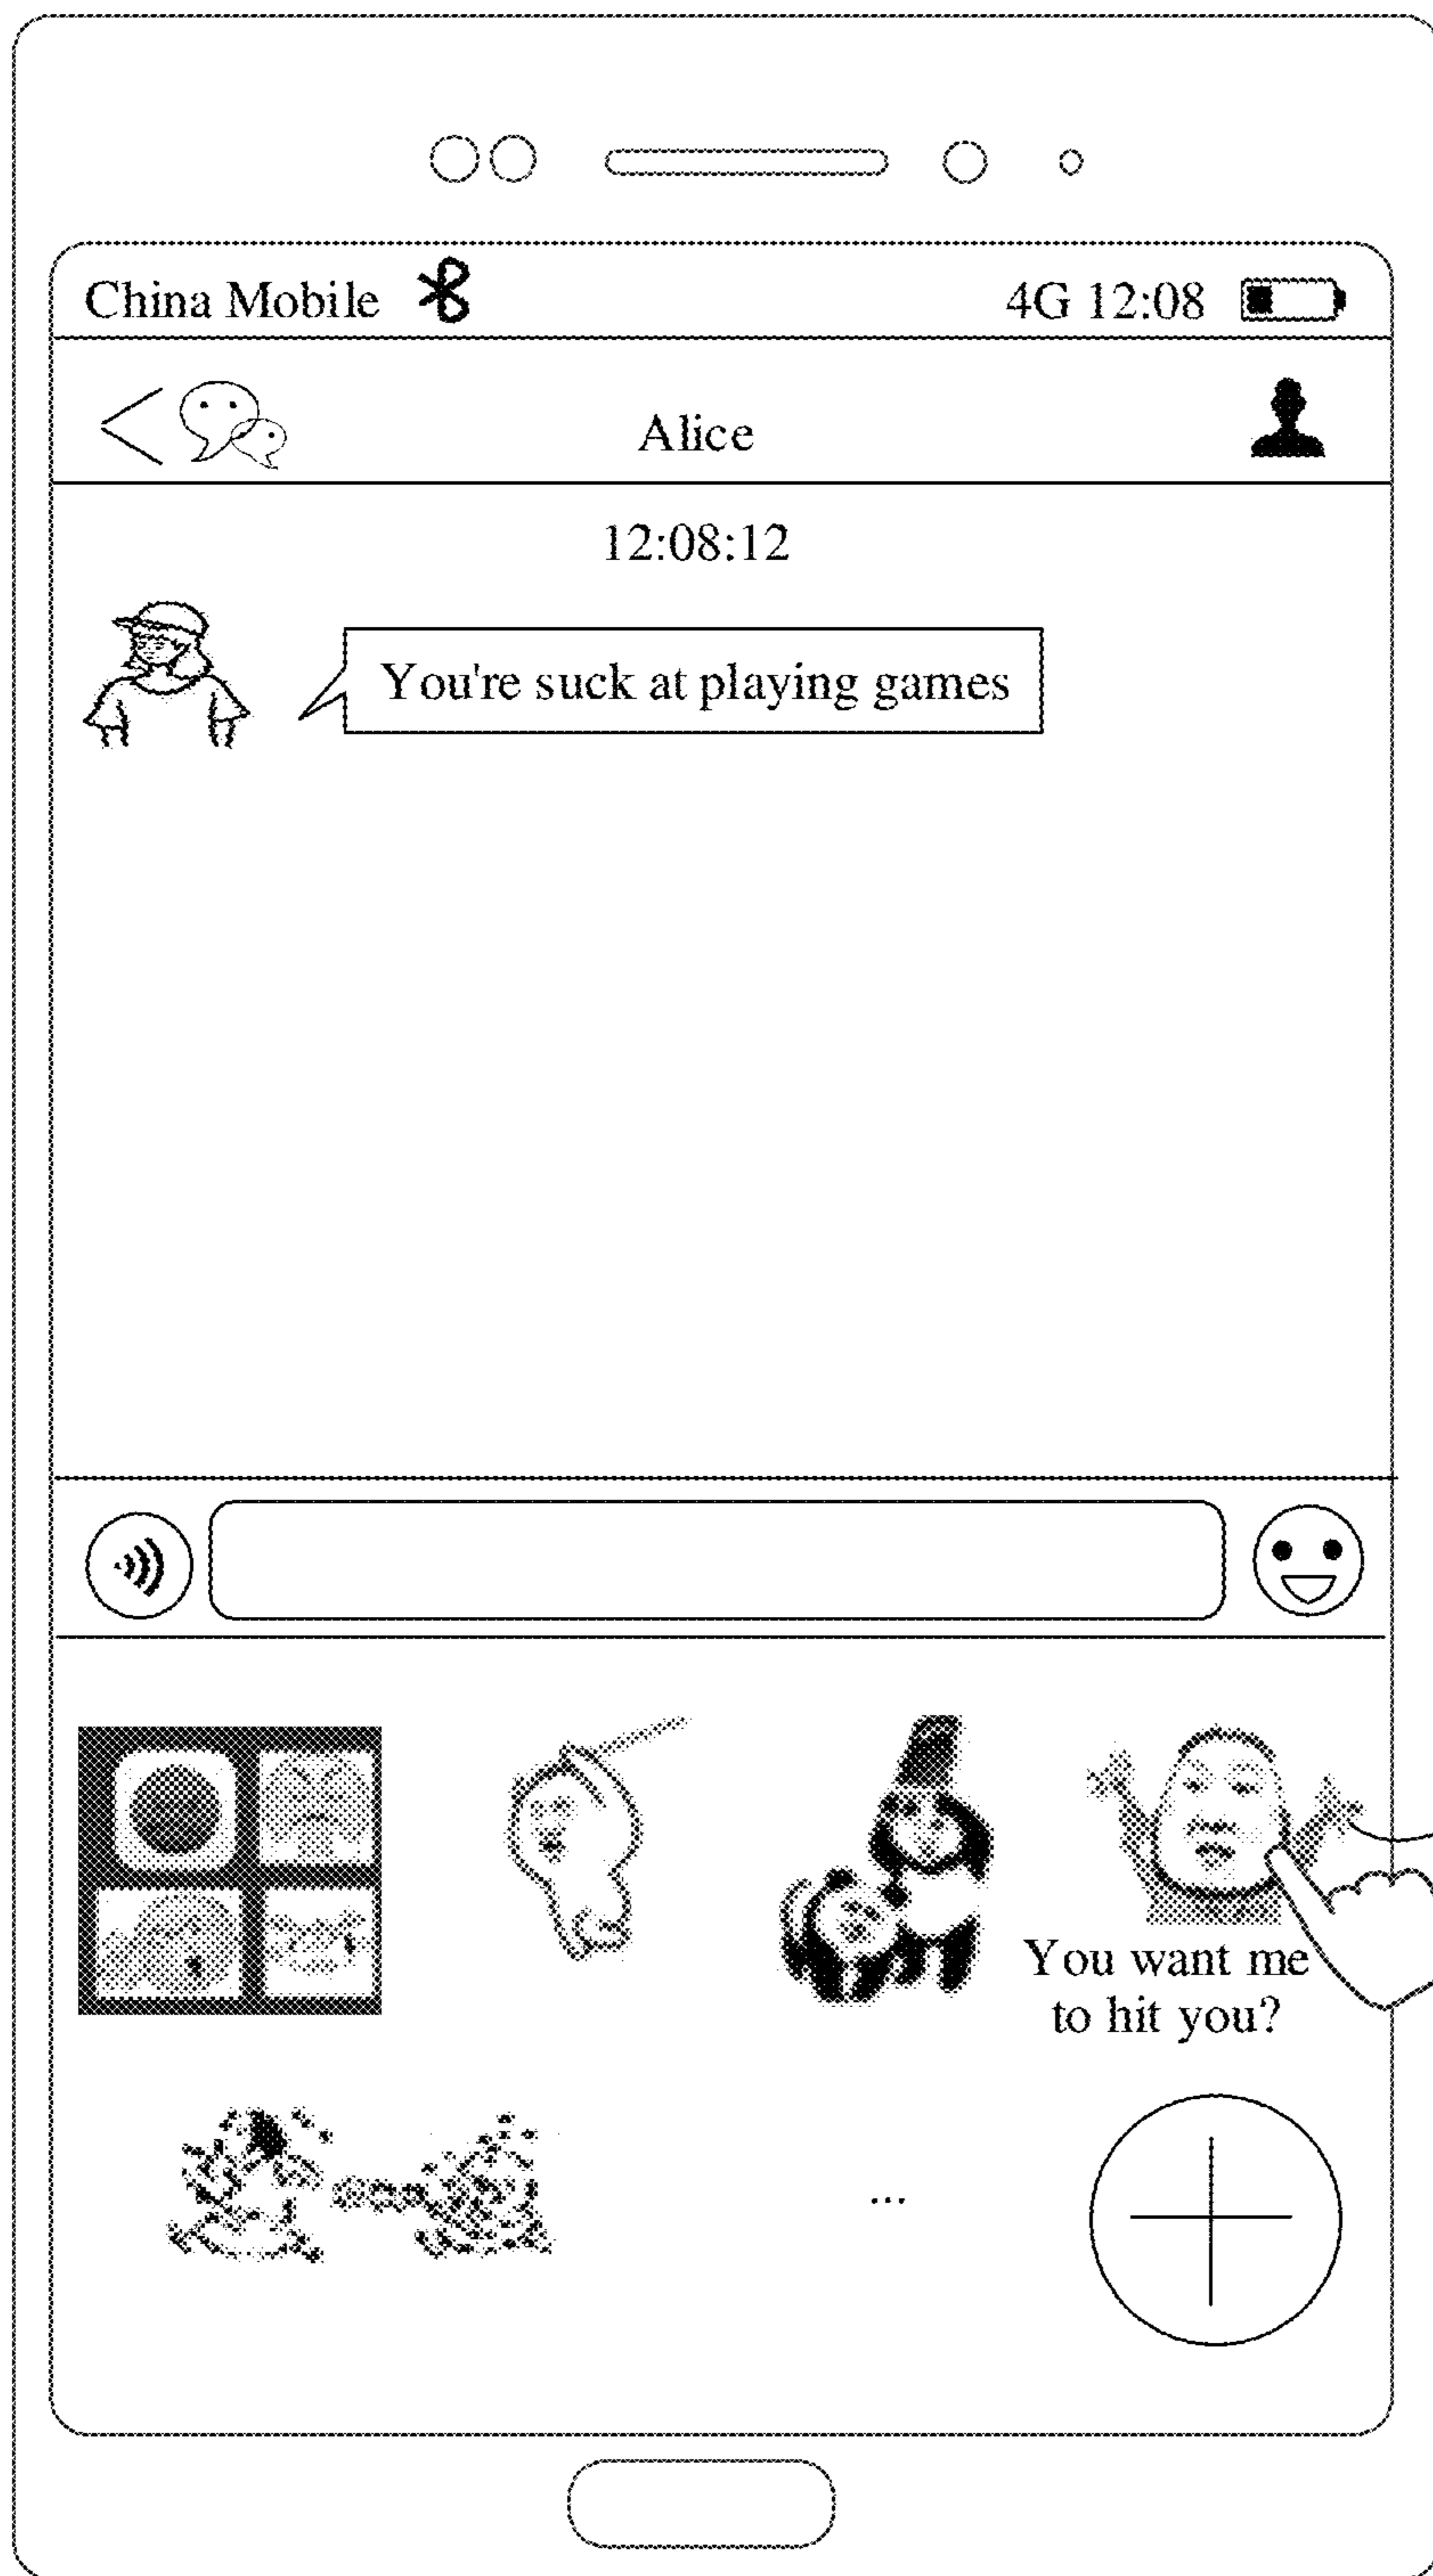 China Mobile 4G 12:08
Alice
12:08:12
You're suck at playing games
You want me
to hit you?
...